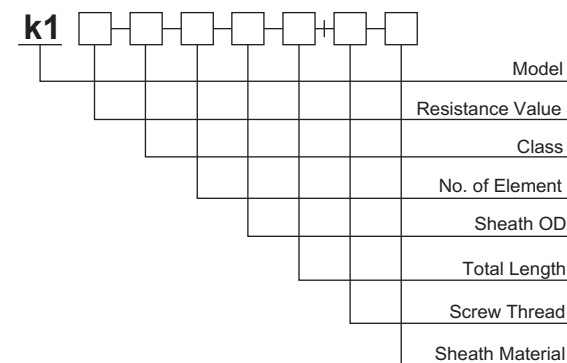 k1
Model
Resistance Value
Class
No. of Element
Sheath OD
Total Length
Screw Thread
Sheath Material